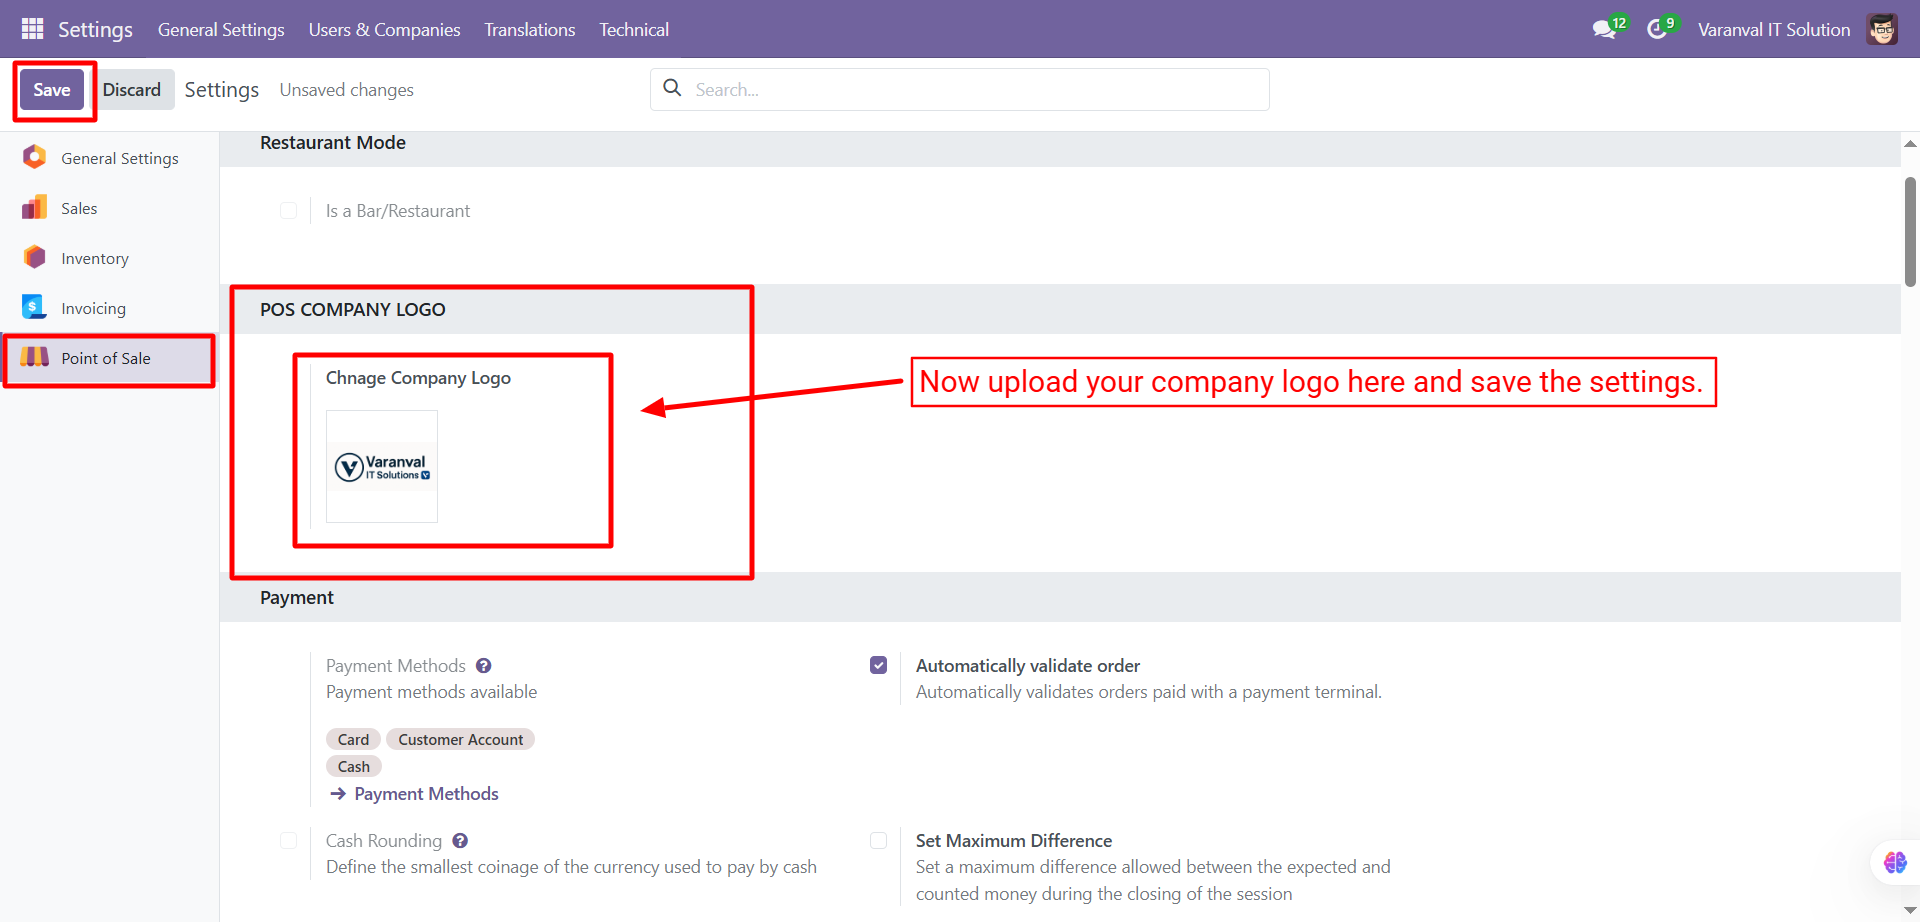 Settings General Settings Users & Companies Translations Technical 12 9 Varanval IT Solution
Save Discard Settings Unsaved changes Search...
General Settings
Sales
Inventory
Invoicing
Point of Sale
Restaurant Mode
Is a Bar/Restaurant
POS COMPANY LOGO
Chnage Company Logo
Varanval
IT Solutions
Now upload your company logo here and save the settings.
Payment
Payment Methods ?
Payment methods available
Card Customer Account
Cash
→ Payment Methods
Automatically validate order
Automatically validates orders paid with a payment terminal.
Cash Rounding ?
Define the smallest coinage of the currency used to pay by cash
Set Maximum Difference
Set a maximum difference allowed between the expected and
counted money during the closing of the session